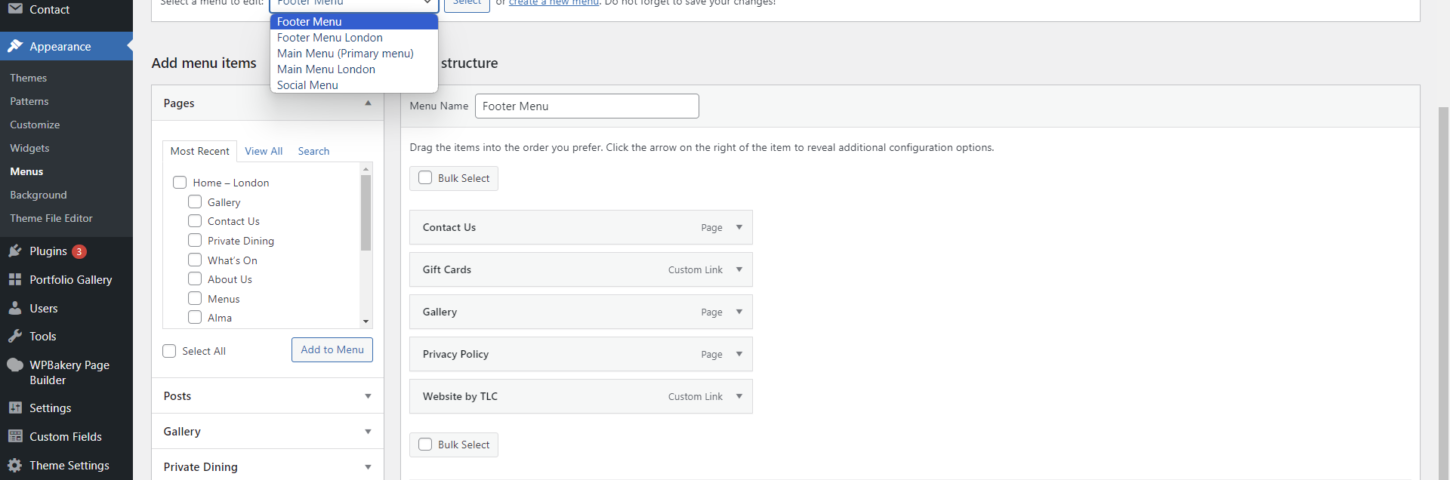 Contact
Appearance
Themes
Patterns
Customize
Widgets
Menus
Background
Theme File Editor
Plugins 3
Portfolio Gallery
Users
Tools
WPBakery Page
Builder
Settings
Custom Fields
Theme Settings
Select a menu to edit: Footer Menu Select or create a new menu. Do not forget to save your changes!
Footer Menu
Footer Menu London
Main Menu (Primary menu)
Main Menu London
Social Menu
Add menu items
structure
Pages
Most Recent View All Search
Home – London
Gallery
Contact Us
Private Dining
What's On
About Us
Menus
Alma
Select All Add to Menu
Posts
Gallery
Private Dining
Menu Name Footer Menu
Drag the items into the order you prefer. Click the arrow on the right of the item to reveal additional configuration options.
Bulk Select
Contact Us Page
Gift Cards Custom Link
Gallery Page
Privacy Policy Page
Website by TLC Custom Link
Bulk Select